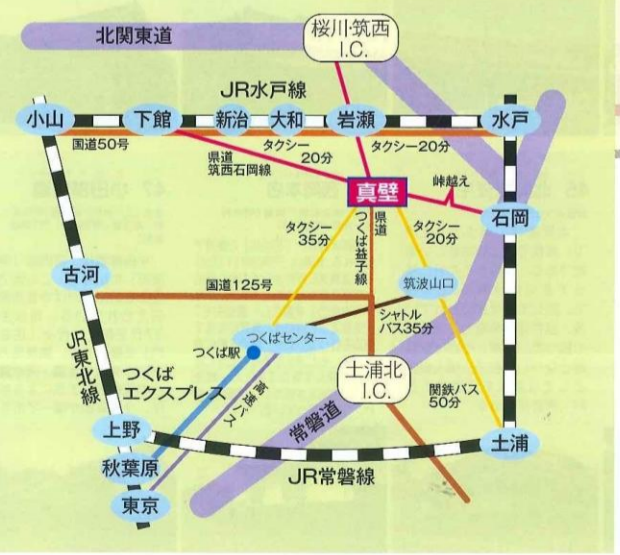 北関東道
桜川・筑西
I.C.
JR水戸線
小山
下館
新治
大和
岩瀬
水戸
国道50号
タクシー
20分
タクシー20分
県道
筑西石岡線
真壁
峠越え
石岡
タクシー
35分
県道
つくば益子線
タクシー
20分
古河
国道125号
筑波山口
シャトル
バス35分
つくばセンター
つくば駅
JR東北線
つくば
エクスプレス
高速バス
土浦北
I.C.
関鉄バス
50分
常磐道
上野
土浦
秋葉原
JR常磐線
東京